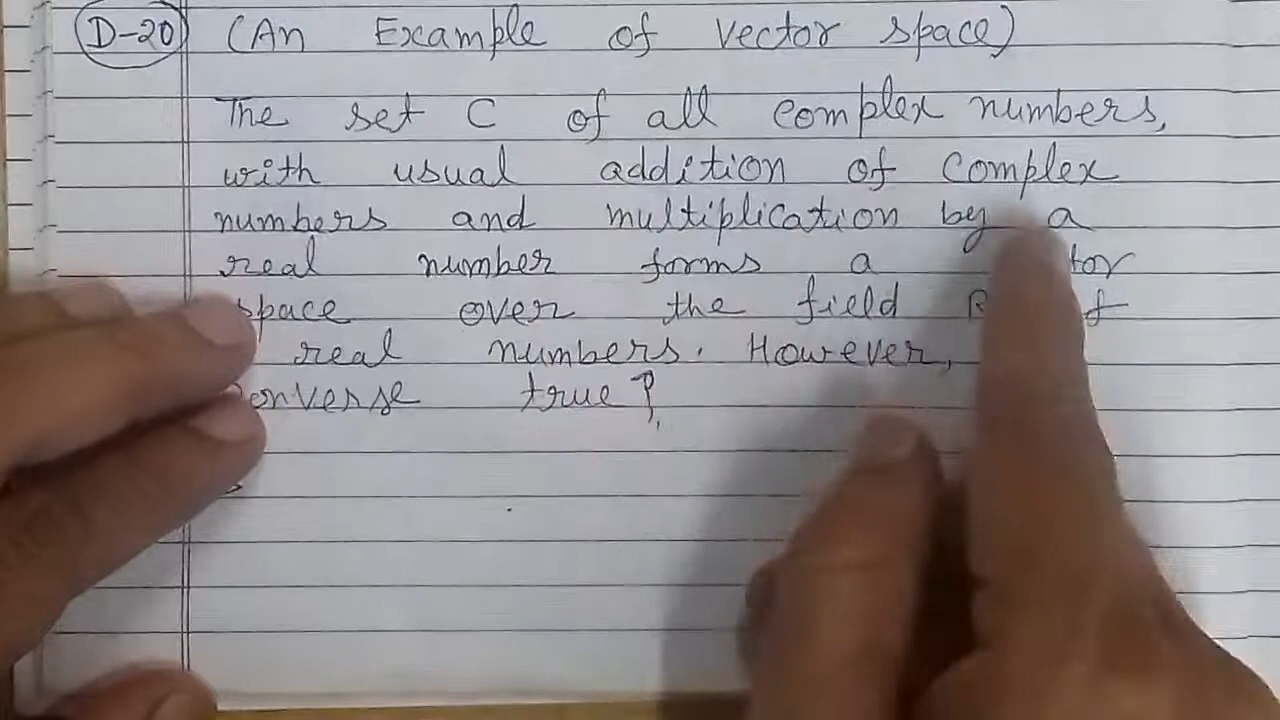 D-20 (An Example of vector space)
The set C of all complex numbers,
with usual addition of complex
numbers and multiplication by a
real number forms a
space over the field
real numbers. However,
converse true?